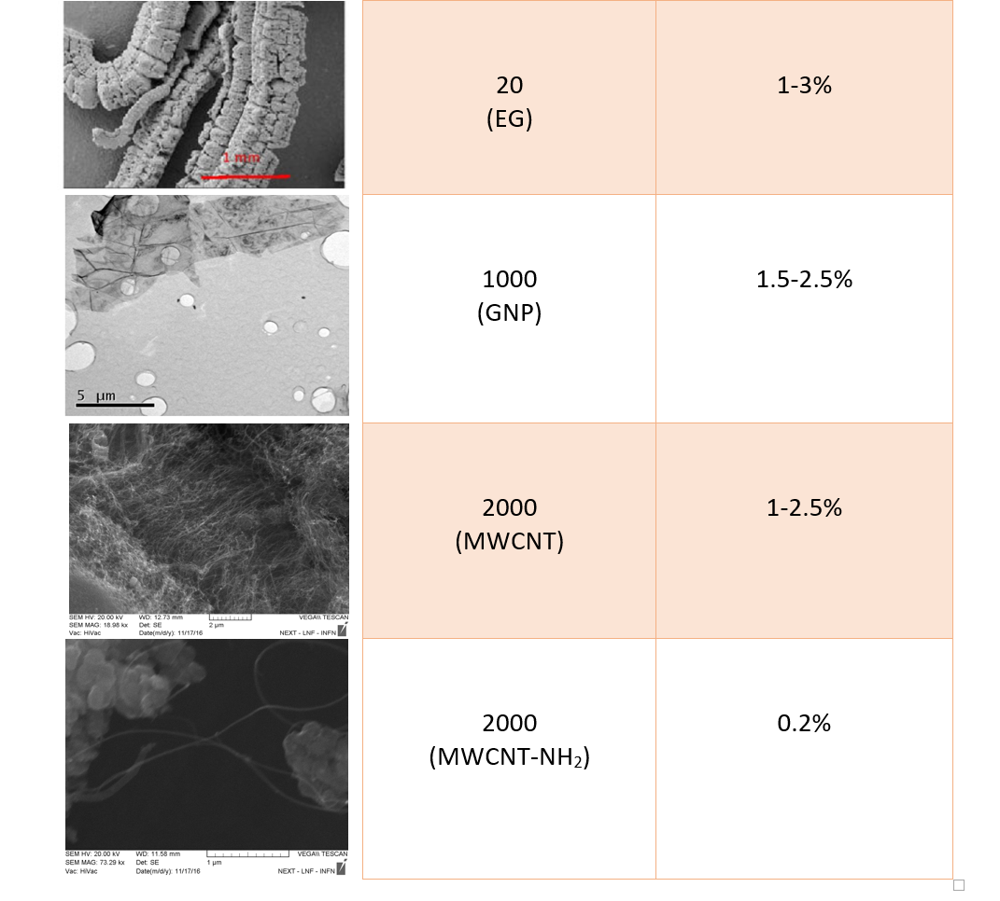 1 mm
20
(EG)
1-3%
5 µm
1000
(GNP)
1.5-2.5%
2000
(MWCNT)
1-2.5%
SEM HV: 20.00 kV WD: 12.73 mm VEGA\\ TESCAN
SEM MAG: 18.98 kx Det: SE 2 µm
Vac: HiVac Date(m/d/y): 11/17/16 NEXT - LNF - INFN
2000
(MWCNT-NH₂)
0.2%
SEM HV: 20.00 kV WD: 11.58 mm VEGA\\ TESCAN
SEM MAG: 73.29 kx Det: SE 1 µm
Vac: HiVac Date(m/d/y): 11/17/16 NEXT - LNF - INFN